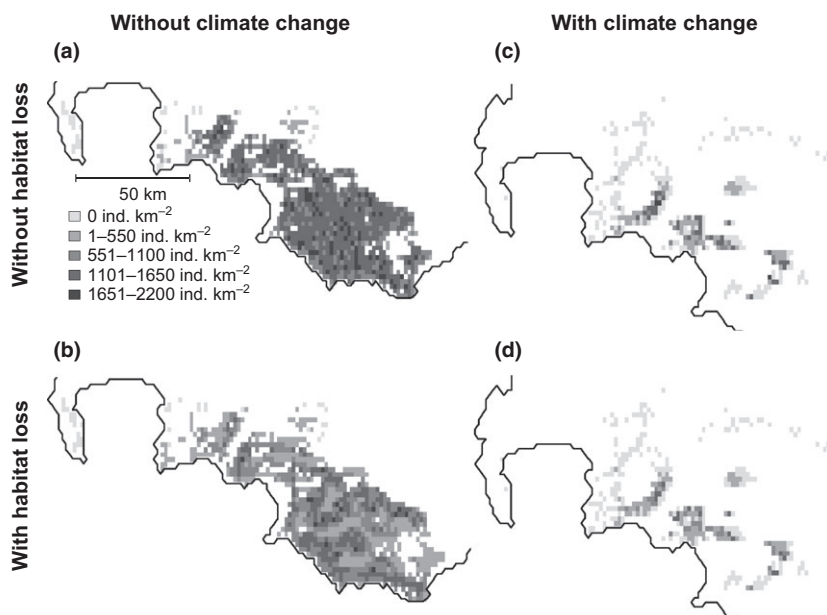 Without climate change
With climate change
Without habitat loss
(a)
(c)
50 km
0 ind. km⁻²
1–550 ind. km⁻²
551–1100 ind. km⁻²
1101–1650 ind. km⁻²
1651–2200 ind. km⁻²
With habitat loss
(b)
(d)